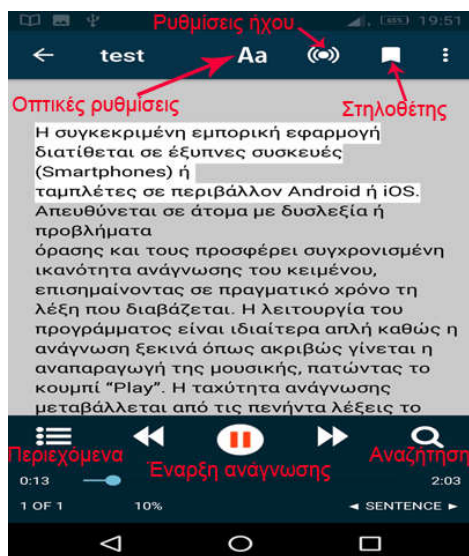 Ρυθμίσεις ήχου
65% 19:51
test Aa
Οπτικές ρυθμίσεις
Στηλοθέτης
Η συγκεκριμένη εμπορική εφαρμογή
διατίθεται σε έξυπνες συσκευές
(Smartphones) ή
ταμπλέτες σε περιβάλλον Android ή iOS.
Απευθύνεται σε άτομα με δυσλεξία ή
προβλήματα
όρασης και τους προσφέρει συγχρονισμένη
ικανότητα ανάγνωσης του κειμένου,
επισημαίνοντας σε πραγματικό χρόνο τη
λέξη που διαβάζεται. Η λειτουργία του
προγράμματος είναι ιδιαίτερα απλή καθώς η
ανάγνωση ξεκινά όπως ακριβώς γίνεται η
αναπαραγωγή της μουσικής, πατώντας το
κουμπί “Play”. Η ταχύτητα ανάγνωσης
μεταβάλλεται από τις πενήντα λέξεις το
Περιεχόμενα Έναρξη ανάγνωσης Αναζήτηση
0:13 2:03
1 OF 1 10% ◄ SENTENCE ►